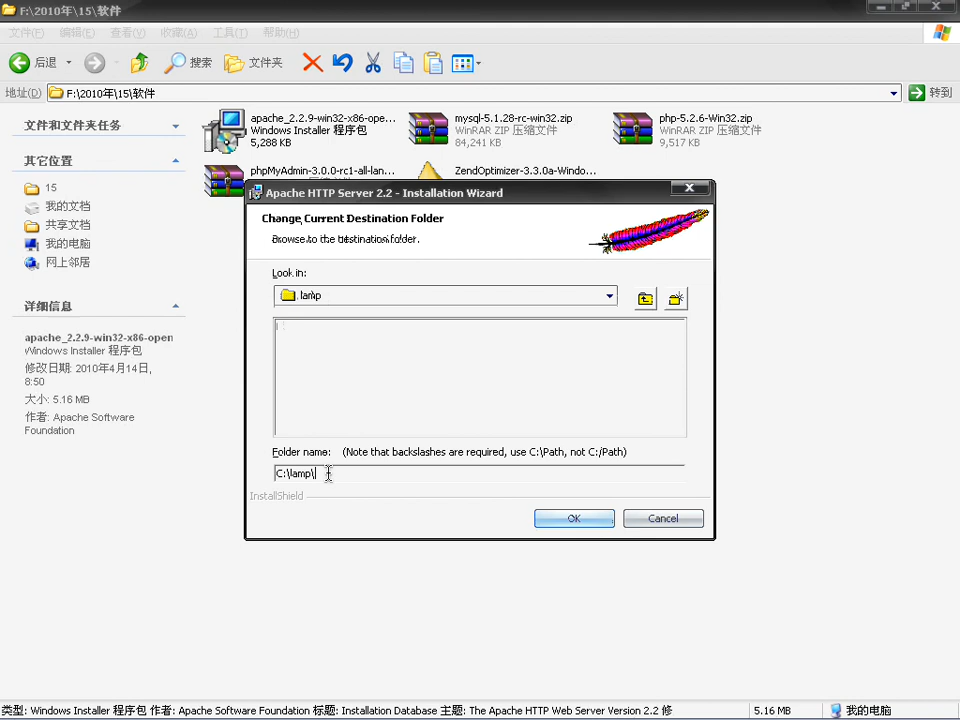 F:\2010年\15\软件
文件(F) 编辑(E) 查看(V) 收藏(A) 工具(T) 帮助(H)
后退 搜索 文件夹
地址(D) F:\2010年\15\软件 转到
文件和文件夹任务
其它位置
15
我的文档
共享文档
我的电脑
网上邻居
详细信息
apache_2.2.9-win32-x86-open
Windows Installer 程序包
修改日期: 2010年4月14日,
8:50
大小: 5.16 MB
作者: Apache Software
Foundation
apache_2.2.9-win32-x86-ope...
Windows Installer 程序包
5,288 KB
mysql-5.1.28-rc-win32.zip
WinRAR ZIP 压缩文件
84,241 KB
php-5.2.6-Win32.zip
WinRAR ZIP 压缩文件
9,517 KB
phpMyAdmin-3.0.0-rc1-all-lan...
ZendOptimizer-3.3.0a-Windo...
Apache HTTP Server 2.2 - Installation Wizard
Change Current Destination Folder
Browse to the destination folder.
Look in:
lamp
Folder name: (Note that backslashes are required, use C:\Path, not C:/Path)
C:\lamp\
InstallShield
OK Cancel
类型: Windows Installer 程序包 作者: Apache Software Foundation 标题: Installation Database 主题: The Apache HTTP Web Server Version 2.2 修 5.16 MB 我的电脑